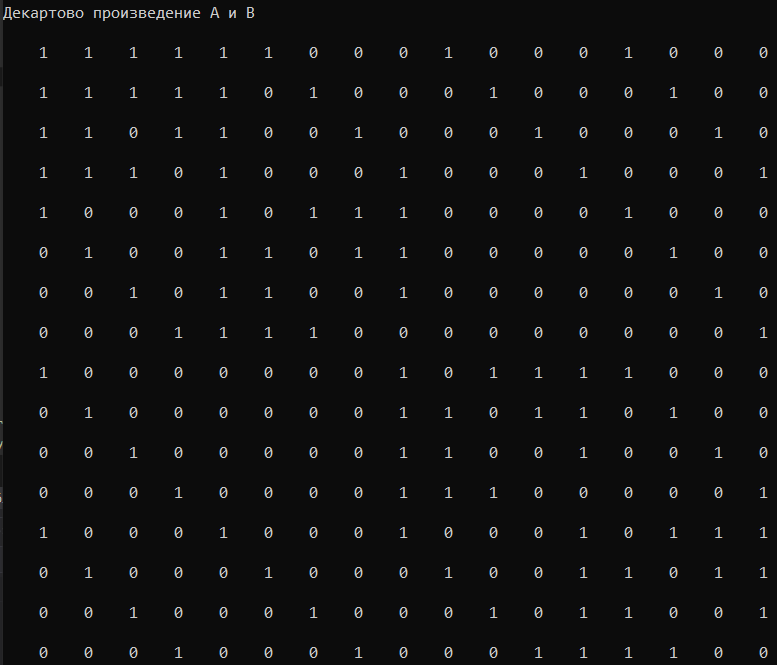 Декартово произведение A и B
1 1 1 1 1 1 0 0 0 1 0 0 0 1 0 0 0
1 1 1 1 1 0 1 0 0 0 1 0 0 0 1 0 0
1 1 0 1 1 0 0 1 0 0 0 1 0 0 0 1 0
1 1 1 0 1 0 0 0 1 0 0 0 1 0 0 0 1
1 0 0 0 1 0 1 1 1 0 0 0 0 1 0 0 0
0 1 0 0 1 1 0 1 1 0 0 0 0 0 1 0 0
0 0 1 0 1 1 0 0 1 0 0 0 0 0 0 1 0
0 0 0 1 1 1 1 0 0 0 0 0 0 0 0 0 1
1 0 0 0 0 0 0 0 1 0 1 1 1 1 0 0 0
0 1 0 0 0 0 0 0 1 1 0 1 1 0 1 0 0
0 0 1 0 0 0 0 0 1 1 0 0 1 0 0 1 0
0 0 0 1 0 0 0 0 1 1 1 0 0 0 0 0 1
1 0 0 0 1 0 0 0 1 0 0 0 1 0 1 1 1
0 1 0 0 0 1 0 0 0 1 0 0 1 1 0 1 1
0 0 1 0 0 0 1 0 0 0 1 0 1 1 0 0 1
0 0 0 1 0 0 0 1 0 0 0 1 1 1 1 0 0